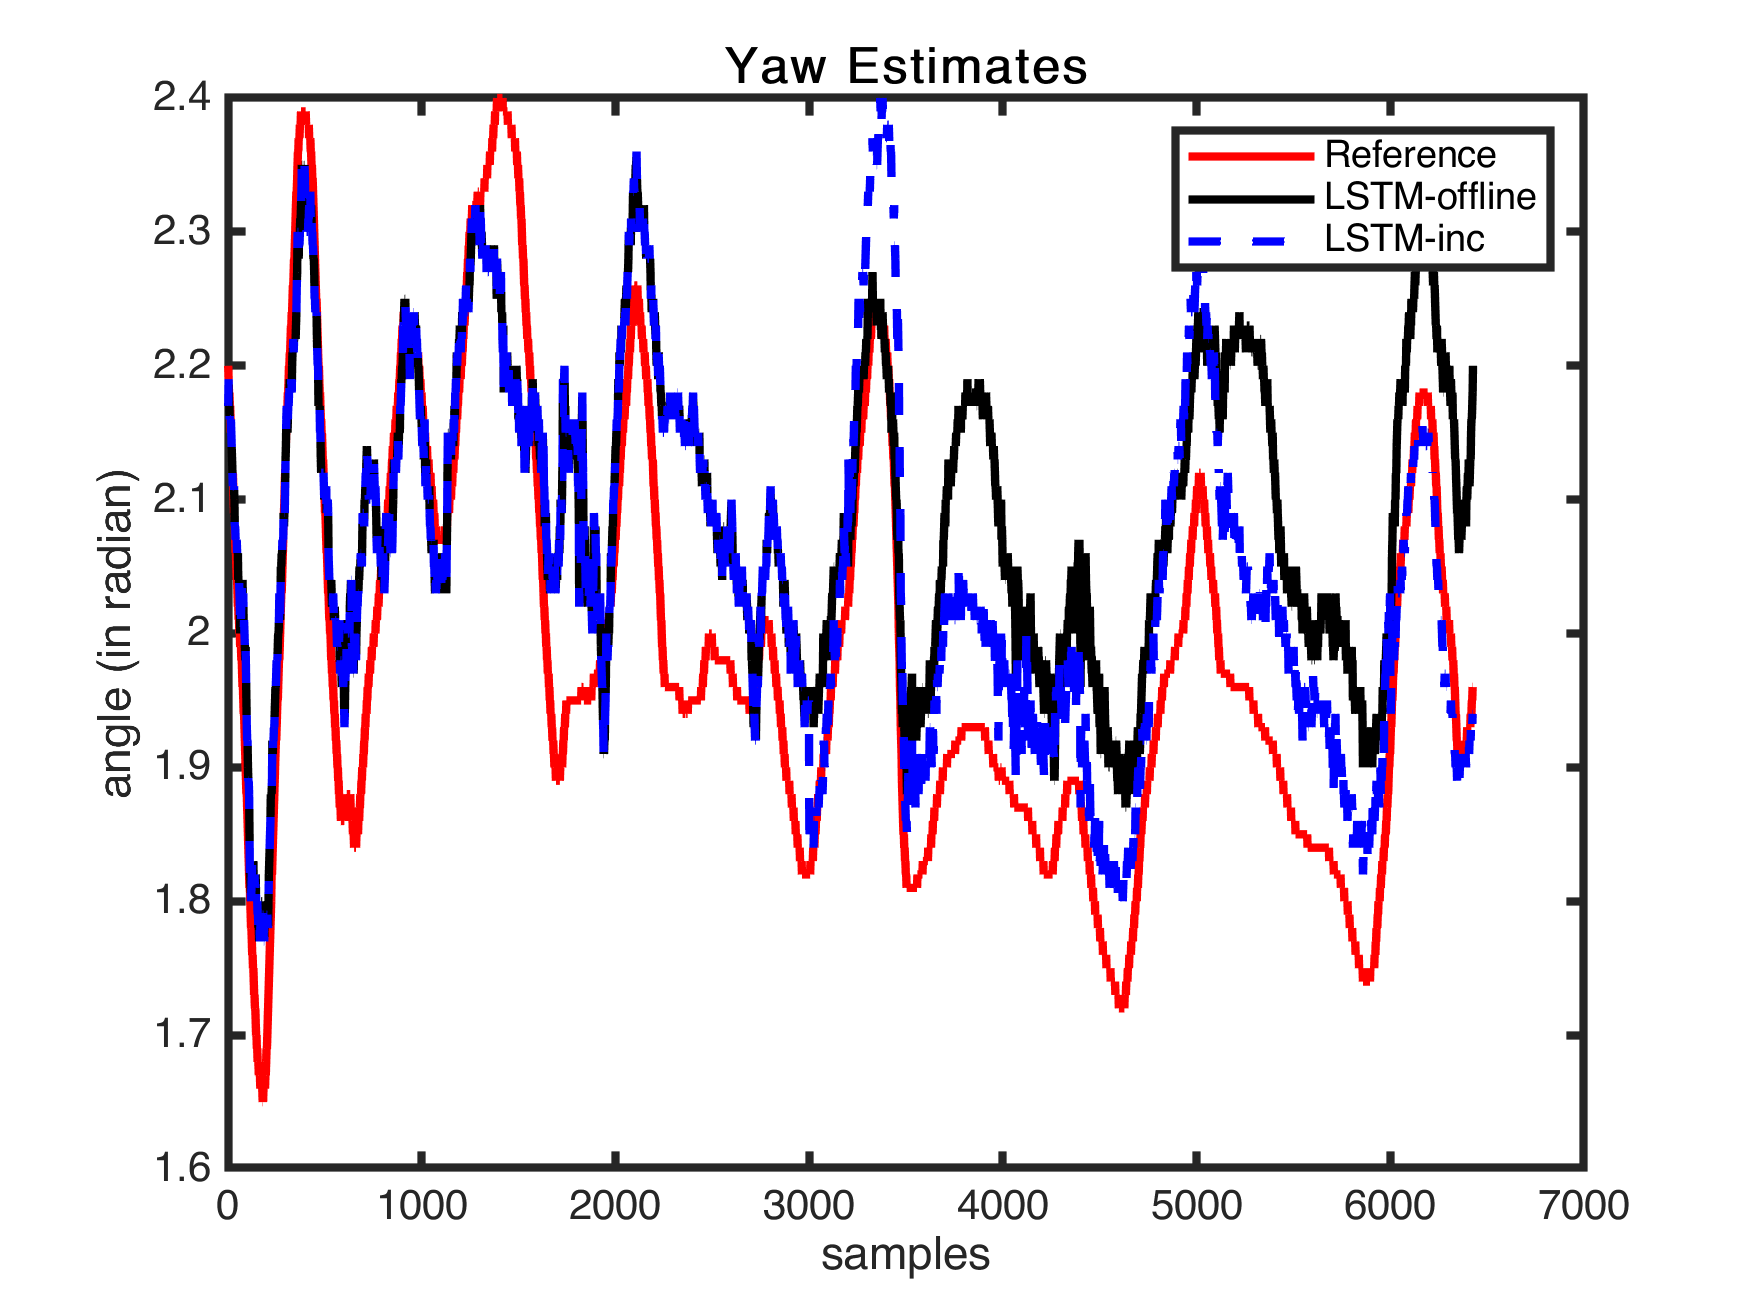 Yaw Estimates
2.4
2.3
2.2
2.1
2
1.9
1.8
1.7
1.6
angle (in radian)
Reference
LSTM-offline
LSTM-inc
0 1000 2000 3000 4000 5000 6000 7000
samples